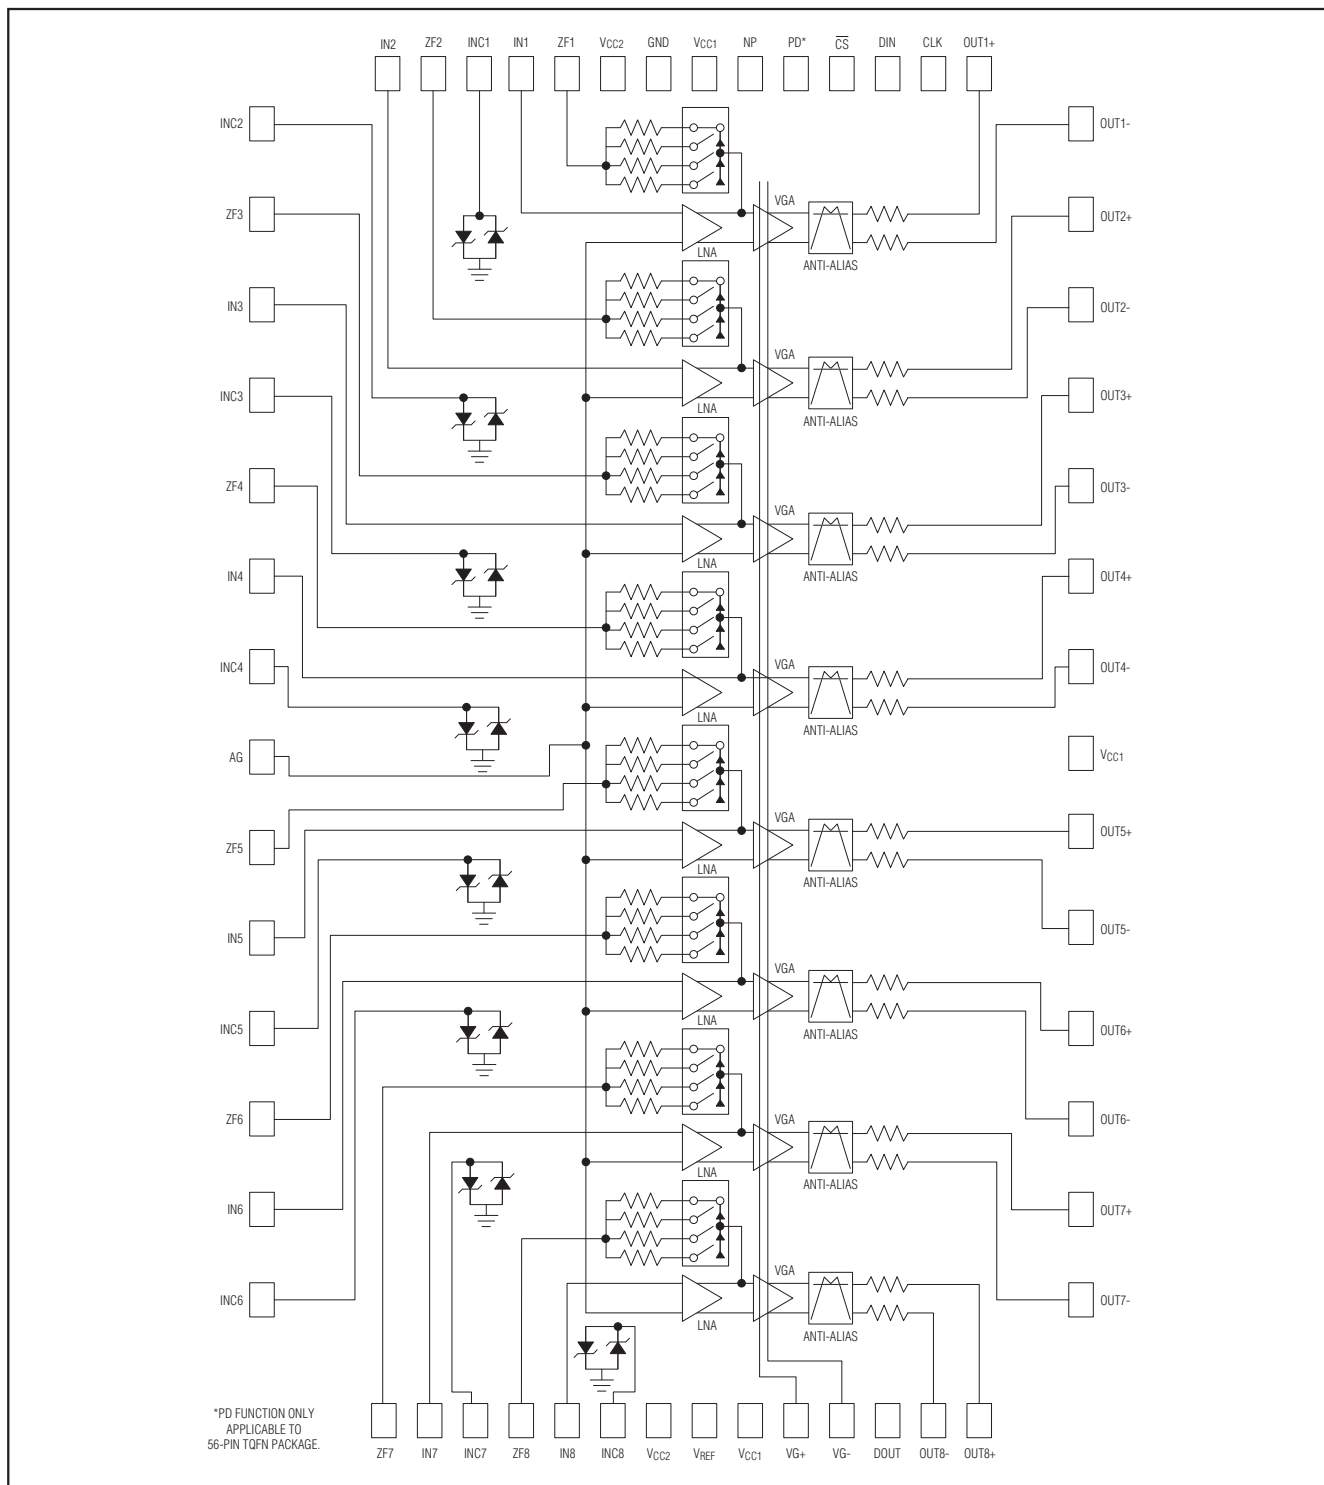 IN2 ZF2 INC1 IN1 ZF1 VCC2 GND VCC1 NP PD* C̅S̅ DIN CLK OUT1+
INC2
OUT1-
ZF3
VGA
OUT2+
LNA
ANTI-ALIAS
IN3
OUT2-
VGA
INC3
OUT3+
LNA
ANTI-ALIAS
ZF4
OUT3-
VGA
IN4
LNA
ANTI-ALIAS
OUT4+
INC4
VGA
OUT4-
LNA
ANTI-ALIAS
AG
VCC1
VGA
OUT5+
ZF5
LNA
ANTI-ALIAS
IN5
OUT5-
VGA
INC5
LNA
ANTI-ALIAS
OUT6+
ZF6
VGA
OUT6-
LNA
ANTI-ALIAS
IN6
OUT7+
VGA
INC6
OUT7-
LNA
ANTI-ALIAS
*PD FUNCTION ONLY
APPLICABLE TO
56-PIN TQFN PACKAGE.
ZF7 IN7 INC7 ZF8 IN8 INC8 VCC2 VREF VCC1 VG+ VG- DOUT OUT8- OUT8+